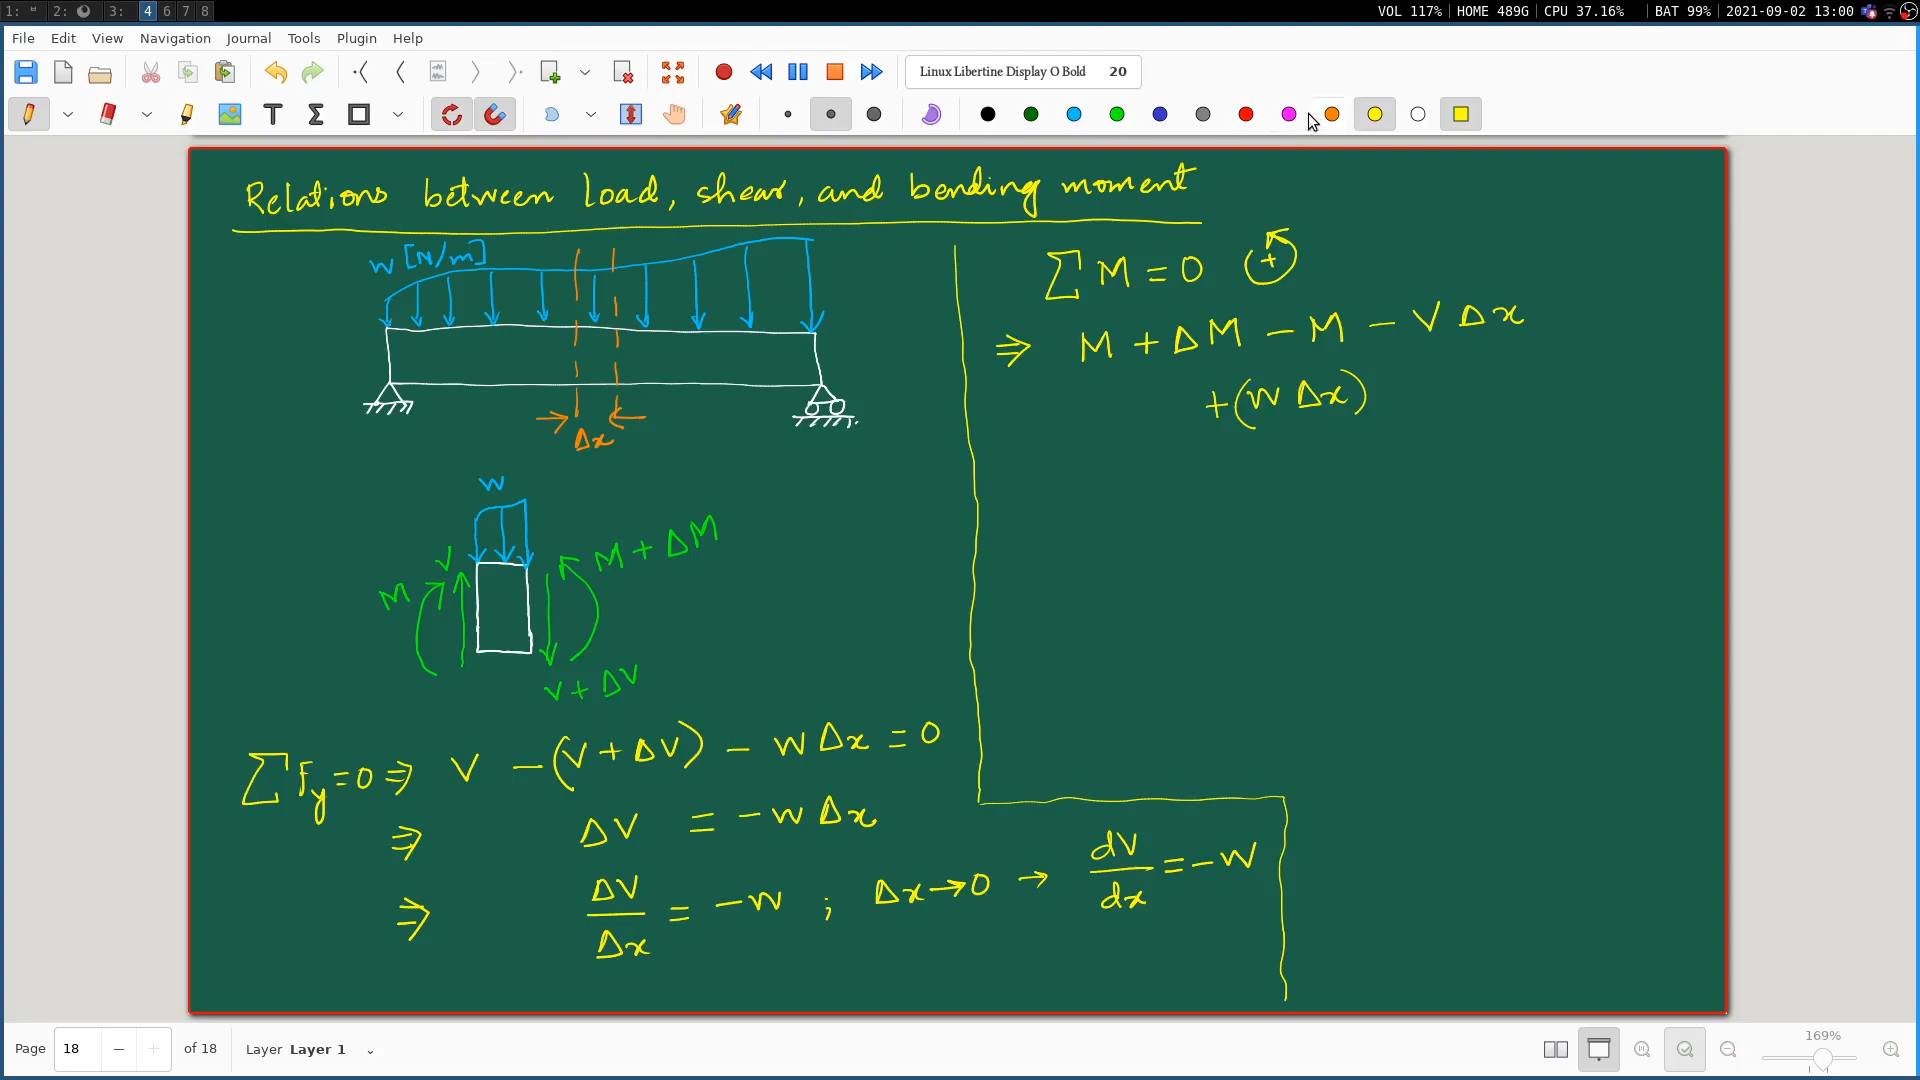 1: " 2: 3: 4 6 7 8 VOL 117% HOME 489G CPU 37.16% BAT 99% 2021-09-02 13:00
File Edit View Navigation Journal Tools Plugin Help
Linux Libertine Display O Bold 20
Relations between load, shear, and bending moment
w [N/m]
Δx
w
V
M
M + ΔM
V + ΔV
∑ F_y = 0 ⇒ V − (V + ΔV) − w Δx = 0
⇒ ΔV = − w Δx
⇒ ΔV/Δx = − w ; Δx → 0 → dV/dx = − w
∑ M = 0 +
⇒ M + ΔM − M − V Δx
+ (w Δx)
Page 18 of 18 Layer Layer 1 169%